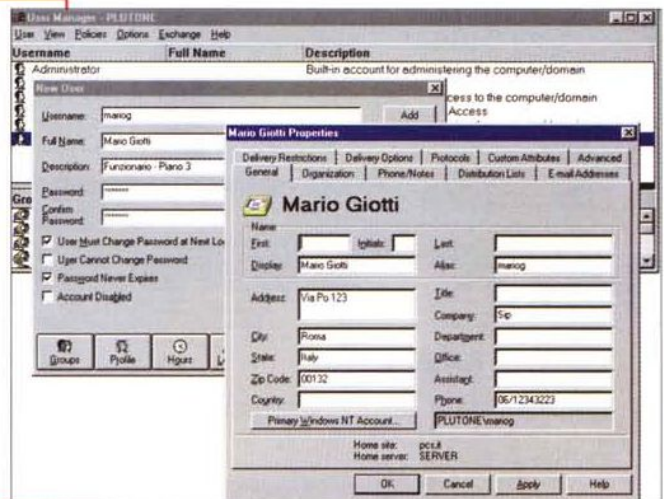 User Manager - PLUTONE
User View Policies Options Exchange Help
Username Full Name Description
Administrator Built-in account for administering the computer/domain
cess to the computer/domain
Access
New User
Username: mariog Add
Full Name: Mario Giotti
Description: Funzionario - Piano 3
Password: *******
Confirm Password: *******
User Must Change Password at Next Lo
User Cannot Change Password
Password Never Expires
Account Disabled
Groups Profile Hours
Gro
Mario Giotti Properties
Delivery Restrictions Delivery Options Protocols Custom Attributes Advanced
General Organization Phone/Notes Distribution Lists E-mail Addresses
Mario Giotti
Name
First: Initials: Last:
Display: Mario Giotti Alias: mariog
Address: Via Po 123 Title:
Company: Sip
City: Roma Department:
State: Italy Office:
Zip Code: 00132 Assistant:
Country: Phone: 06/12343223
Primary Windows NT Account... PLUTONE\mariog
Home site: pcs.it
Home server: SERVER
OK Cancel Apply Help